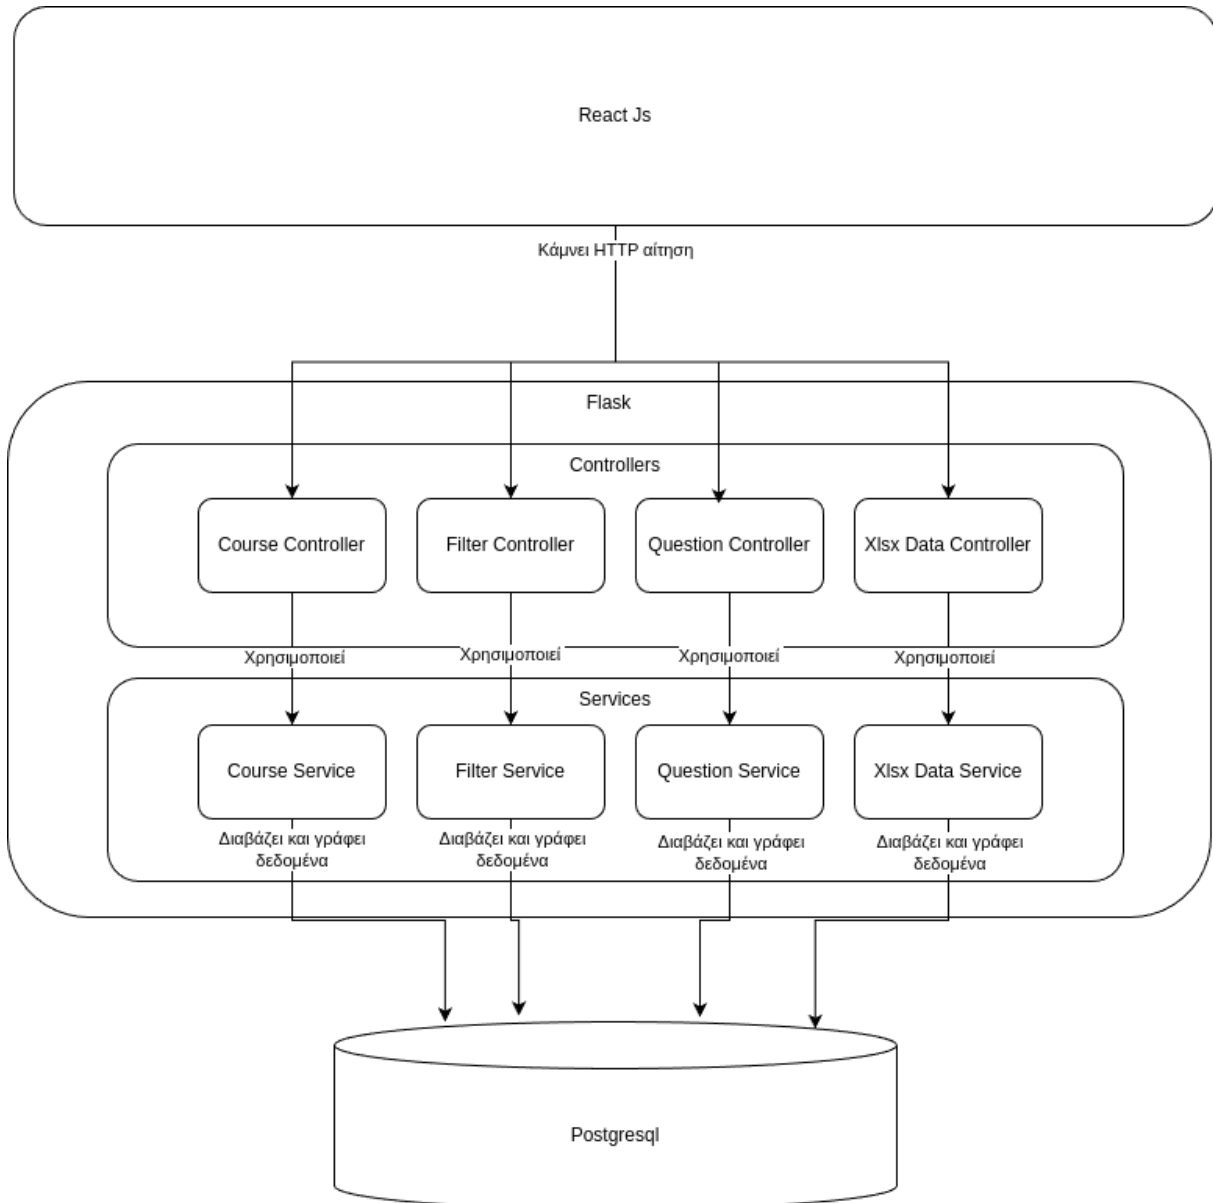 React Js
Κάμνει HTTP αίτηση
Flask
Controllers
Course Controller
Filter Controller
Question Controller
Xlsx Data Controller
Χρησιμοποιεί
Χρησιμοποιεί
Χρησιμοποιεί
Χρησιμοποιεί
Services
Course Service
Filter Service
Question Service
Xlsx Data Service
Διαβάζει και γράφει
δεδομένα
Διαβάζει και γράφει
δεδομένα
Διαβάζει και γράφει
δεδομένα
Διαβάζει και γράφει
δεδομένα
Postgresql